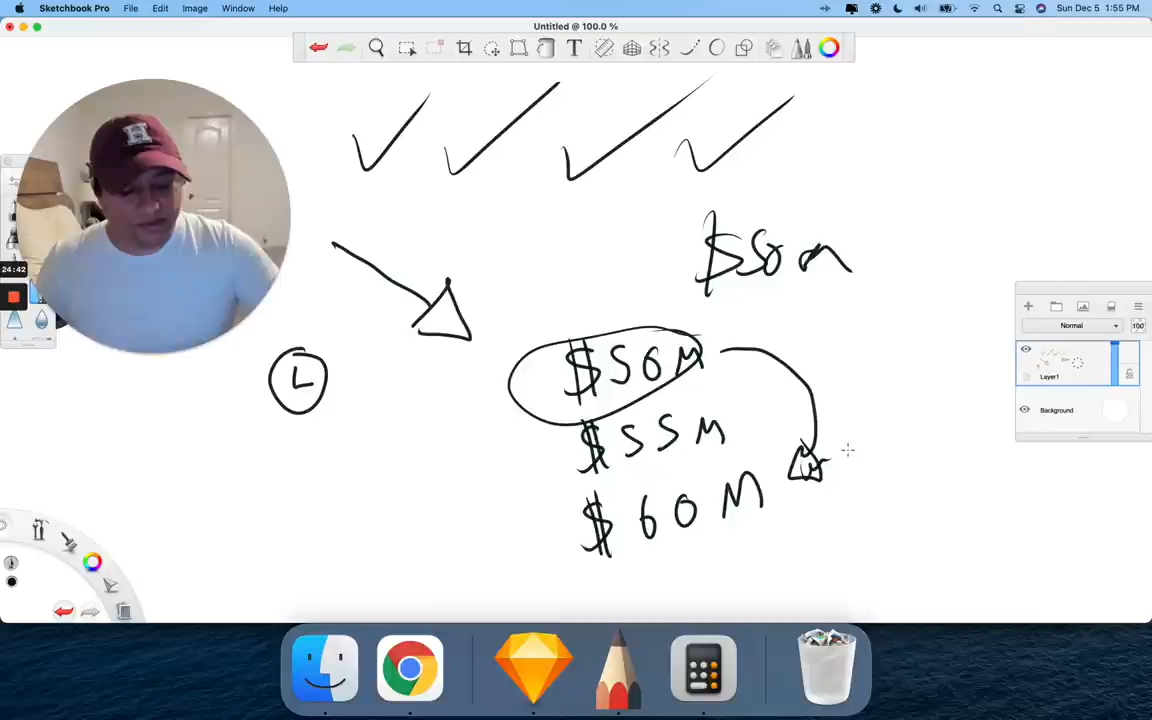 Sketchbook Pro File Edit Image Window Help Sun Dec 5 1:55 PM
Untitled @ 100.0 %
H
$50M
24:42
Normal 100
$50M
L
Layer1
$55M
Background
$60M